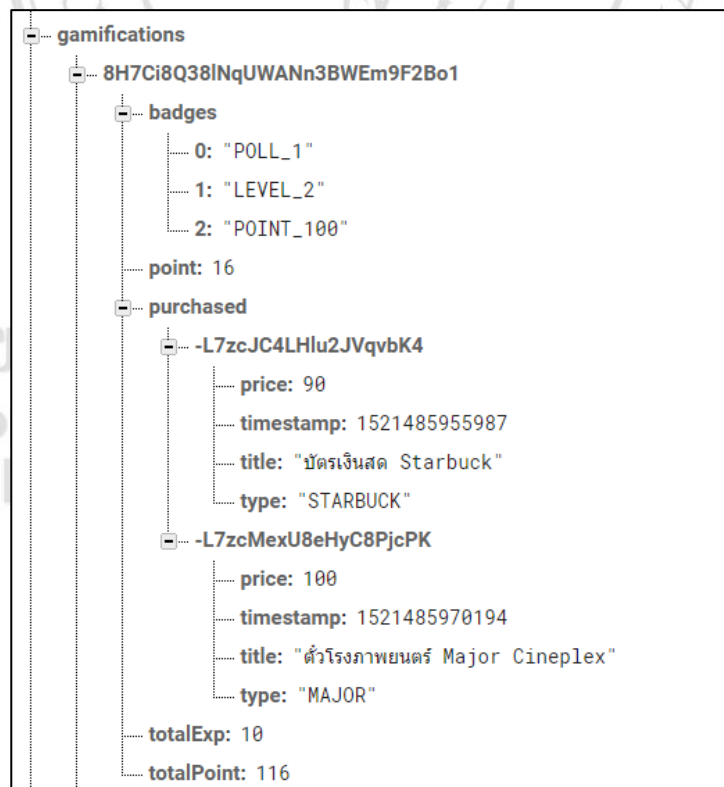 gamifications
8H7Ci8Q38lNqUWANn3BWEm9F2Bo1
badges
0: "POLL_1"
1: "LEVEL_2"
2: "POINT_100"
point: 16
purchased
-L7zcJC4LHlu2JVqvbK4
price: 90
timestamp: 1521485955987
title: "บัตรเงินสด Starbuck"
type: "STARBUCK"
-L7zcMexU8eHyC8PjcPK
price: 100
timestamp: 1521485970194
title: "ตั๋วโรงภาพยนตร์ Major Cineplex"
type: "MAJOR"
totalExp: 10
totalPoint: 116